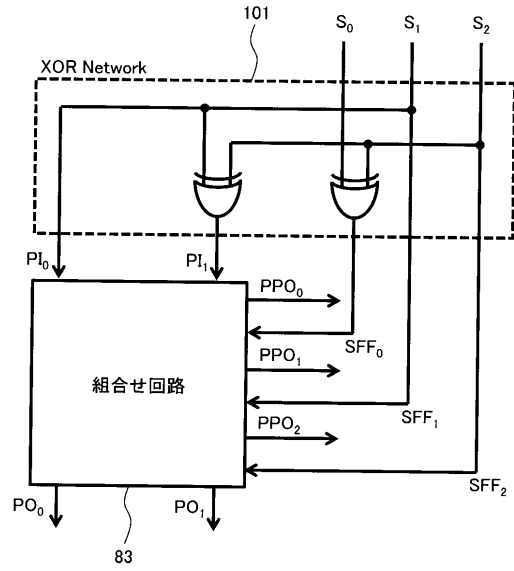 101
S₀
S₁
S₂
XOR Network
PI₀
PI₁
PPO₀
SFF₀
PPO₁
組合せ回路
SFF₁
PPO₂
SFF₂
PO₀
PO₁
83